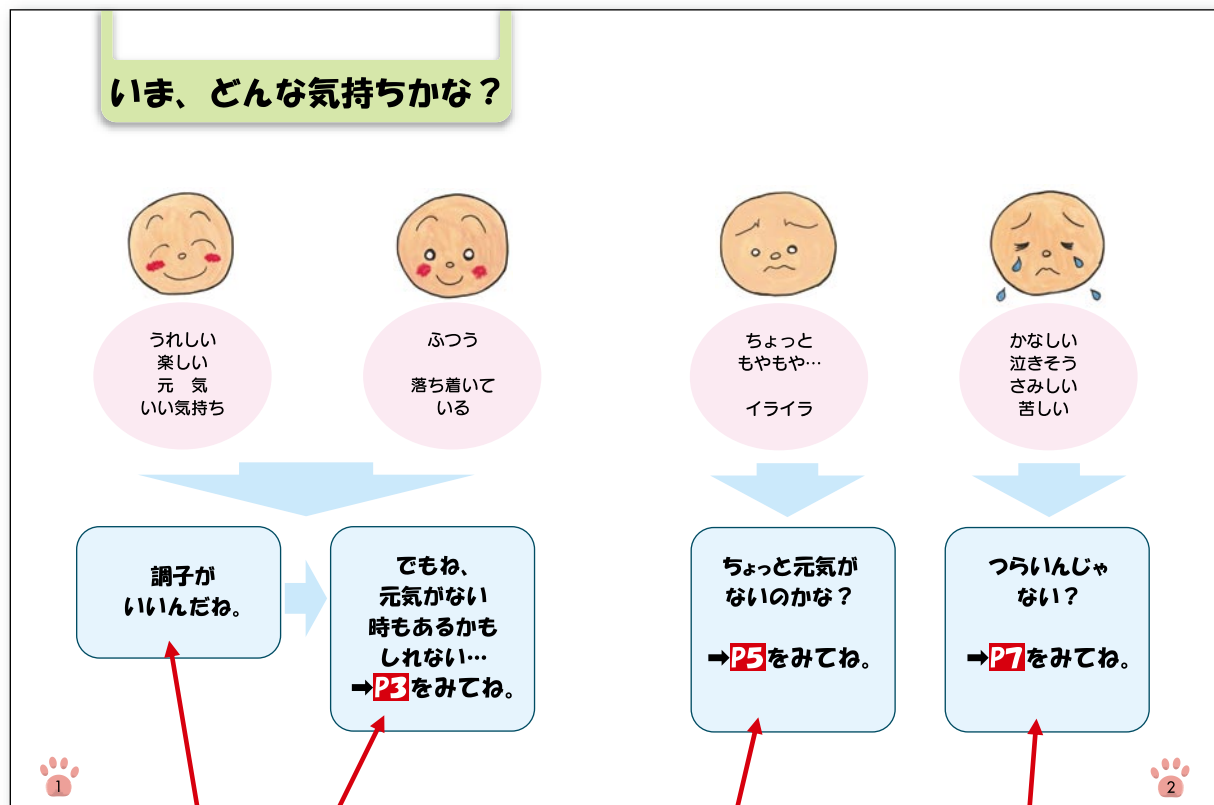 いま、どんな気持ちかな？
うれしい
楽しい
元　気
いい気持ち
ふつう
落ち着いて
いる
ちょっと
もやもや…
イライラ
かなしい
泣きそう
さみしい
苦しい
調子が
いいんだね。
でもね、
元気がない
時もあるかも
しれない…
➡P3をみてね。
ちょっと元気が
ないのかな？
➡P5をみてね。
つらいんじゃ
ない？
➡P7をみてね。
1
2